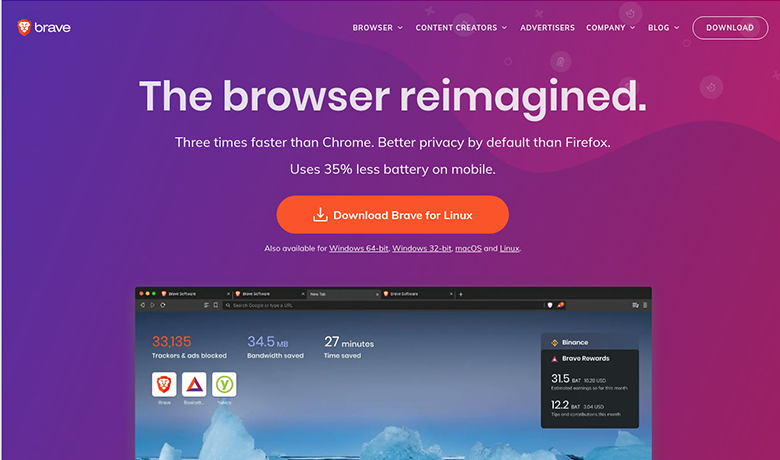 brave
BROWSER CONTENT CREATORS ADVERTISERS COMPANY BLOG DOWNLOAD
The browser reimagined.
Three times faster than Chrome. Better privacy by default than Firefox.
Uses 35% less battery on mobile.
Download Brave for Linux
Also available for Windows 64-bit, Windows 32-bit, macOS and Linux.
Brave Software Brave Software New Tab Brave Software
Search Google or type a URL
33,135 34.5 MB 27 minutes
Trackers & ads blocked Bandwidth saved Time saved
Binance
Brave Rewards
31.5 BAT 10.28 USD
Estimated earnings so far this month
12.2 BAT 3.04 USD
Tips and contributions this month
Brave